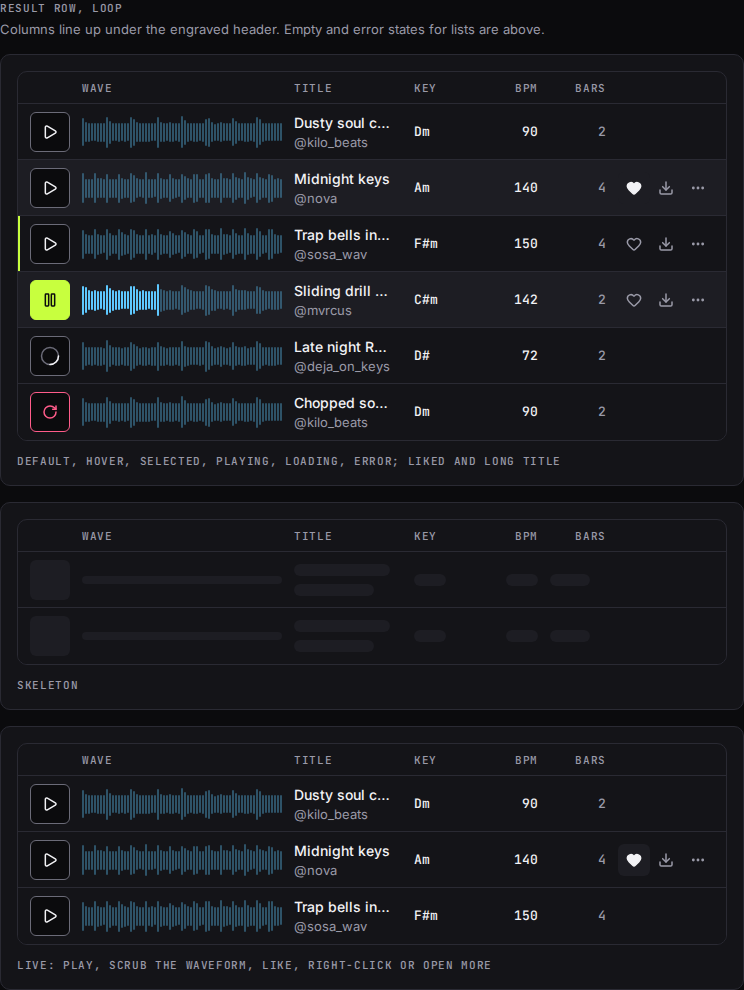 RESULT ROW, LOOP
Columns line up under the engraved header. Empty and error states for lists are above.
WAVE TITLE KEY BPM BARS
Dusty soul c... Dm 90 2
@kilo_beats
Midnight keys Am 140 4
@nova
Trap bells in... F#m 150 4
@sosa_wav
Sliding drill ... C#m 142 2
@mvrcus
Late night R... D# 72 2
@deja_on_keys
Chopped so... Dm 90 2
@kilo_beats
DEFAULT, HOVER, SELECTED, PLAYING, LOADING, ERROR; LIKED AND LONG TITLE
WAVE TITLE KEY BPM BARS
SKELETON
WAVE TITLE KEY BPM BARS
Dusty soul c... Dm 90 2
@kilo_beats
Midnight keys Am 140 4
@nova
Trap bells in... F#m 150 4
@sosa_wav
LIVE: PLAY, SCRUB THE WAVEFORM, LIKE, RIGHT-CLICK OR OPEN MORE